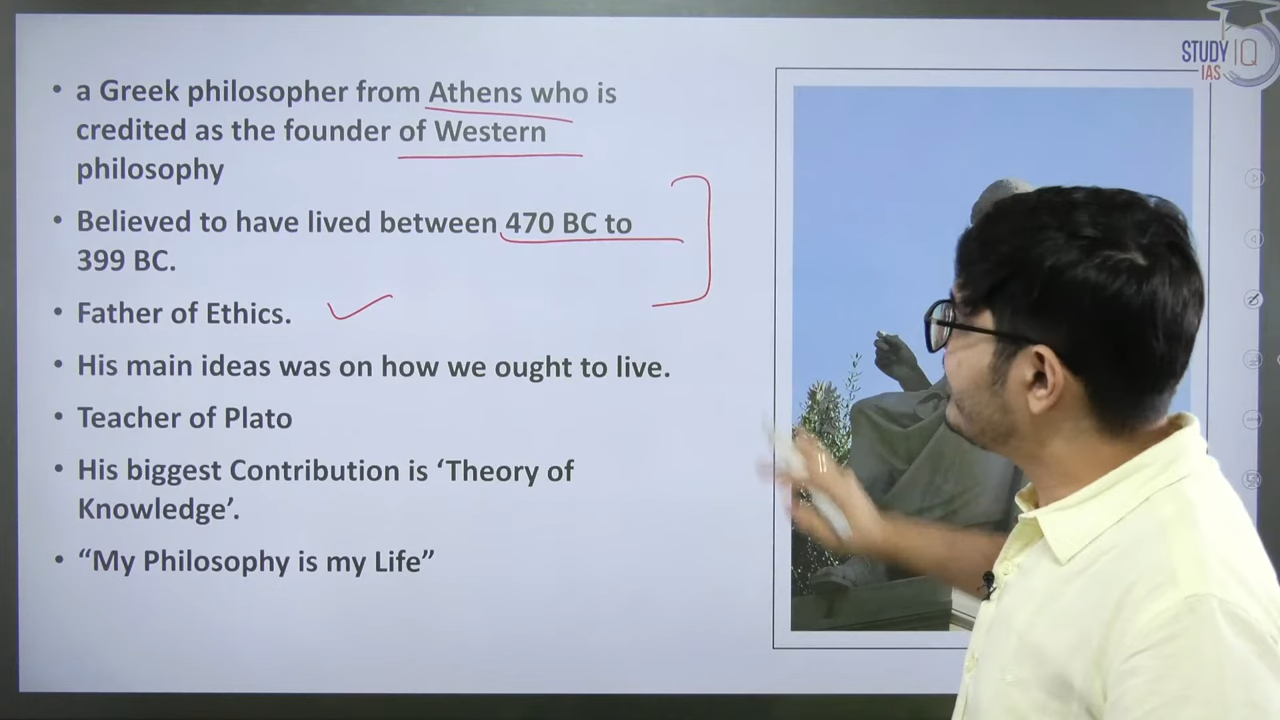 STUDY IQ
IAS
• a Greek philosopher from Athens who is
credited as the founder of Western
philosophy
• Believed to have lived between 470 BC to
399 BC.
• Father of Ethics.
• His main ideas was on how we ought to live.
• Teacher of Plato
• His biggest Contribution is ‘Theory of
Knowledge’.
• “My Philosophy is my Life”